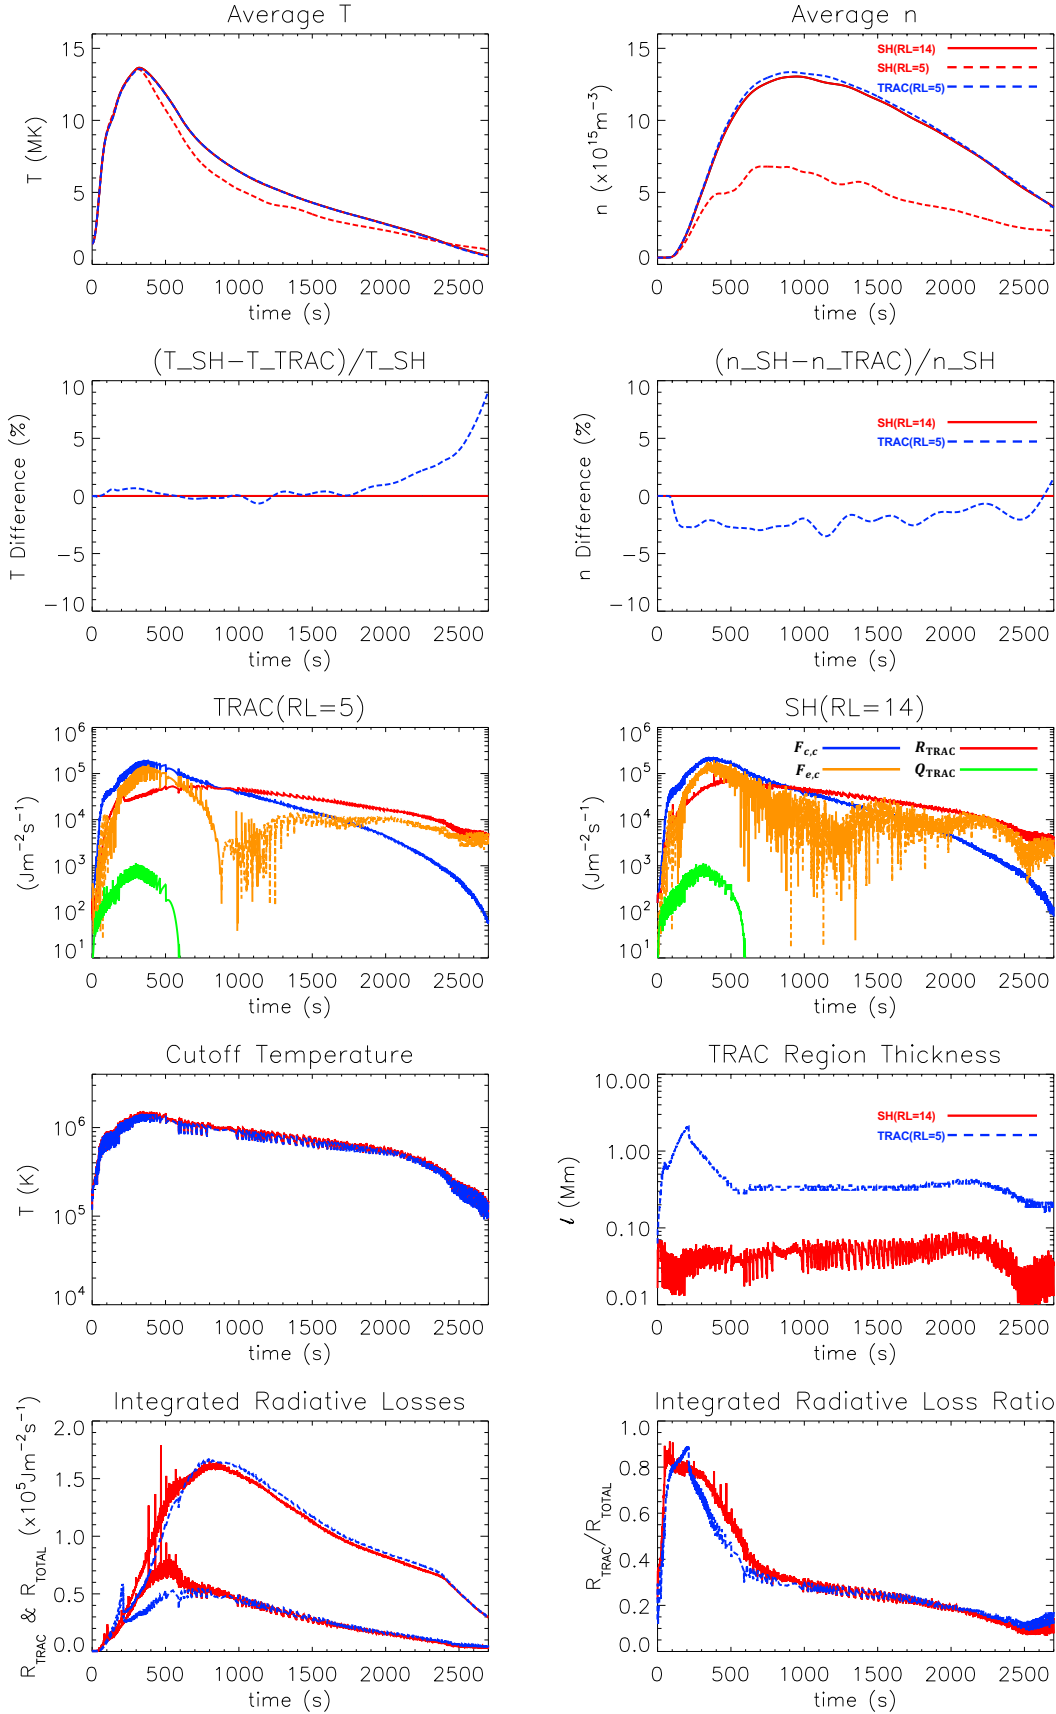 Average T
15
10
5
0
T (MK)
0 500 1000 1500 2000 2500
time (s)
Average n
15
10
5
0
n (x10^15 m^-3)
SH(RL=14)
SH(RL=5)
TRAC(RL=5)
0 500 1000 1500 2000 2500
time (s)
(T_SH−T_TRAC)/T_SH
10
5
0
−5
−10
T Difference (%)
0 500 1000 1500 2000 2500
time (s)
(n_SH−n_TRAC)/n_SH
10
5
0
−5
−10
n Difference (%)
SH(RL=14)
TRAC(RL=5)
0 500 1000 1500 2000 2500
time (s)
TRAC(RL=5)
10^6
10^5
10^4
10^3
10^2
10^1
(Jm^-2s^-1)
0 500 1000 1500 2000 2500
time (s)
SH(RL=14)
10^6
10^5
10^4
10^3
10^2
10^1
(Jm^-2s^-1)
F_c,c R_TRAC
F_e,c Q_TRAC
0 500 1000 1500 2000 2500
time (s)
Cutoff Temperature
10^6
10^5
10^4
T (K)
0 500 1000 1500 2000 2500
time (s)
TRAC Region Thickness
10.00
1.00
0.10
0.01
ℓ (Mm)
SH(RL=14)
TRAC(RL=5)
0 500 1000 1500 2000 2500
time (s)
Integrated Radiative Losses
2.0
1.5
1.0
0.5
0.0
R_TRAC & R_TOTAL (x10^5 Jm^-2s^-1)
0 500 1000 1500 2000 2500
time (s)
Integrated Radiative Loss Ratio
1.0
0.8
0.6
0.4
0.2
0.0
R_TRAC/R_TOTAL
0 500 1000 1500 2000 2500
time (s)